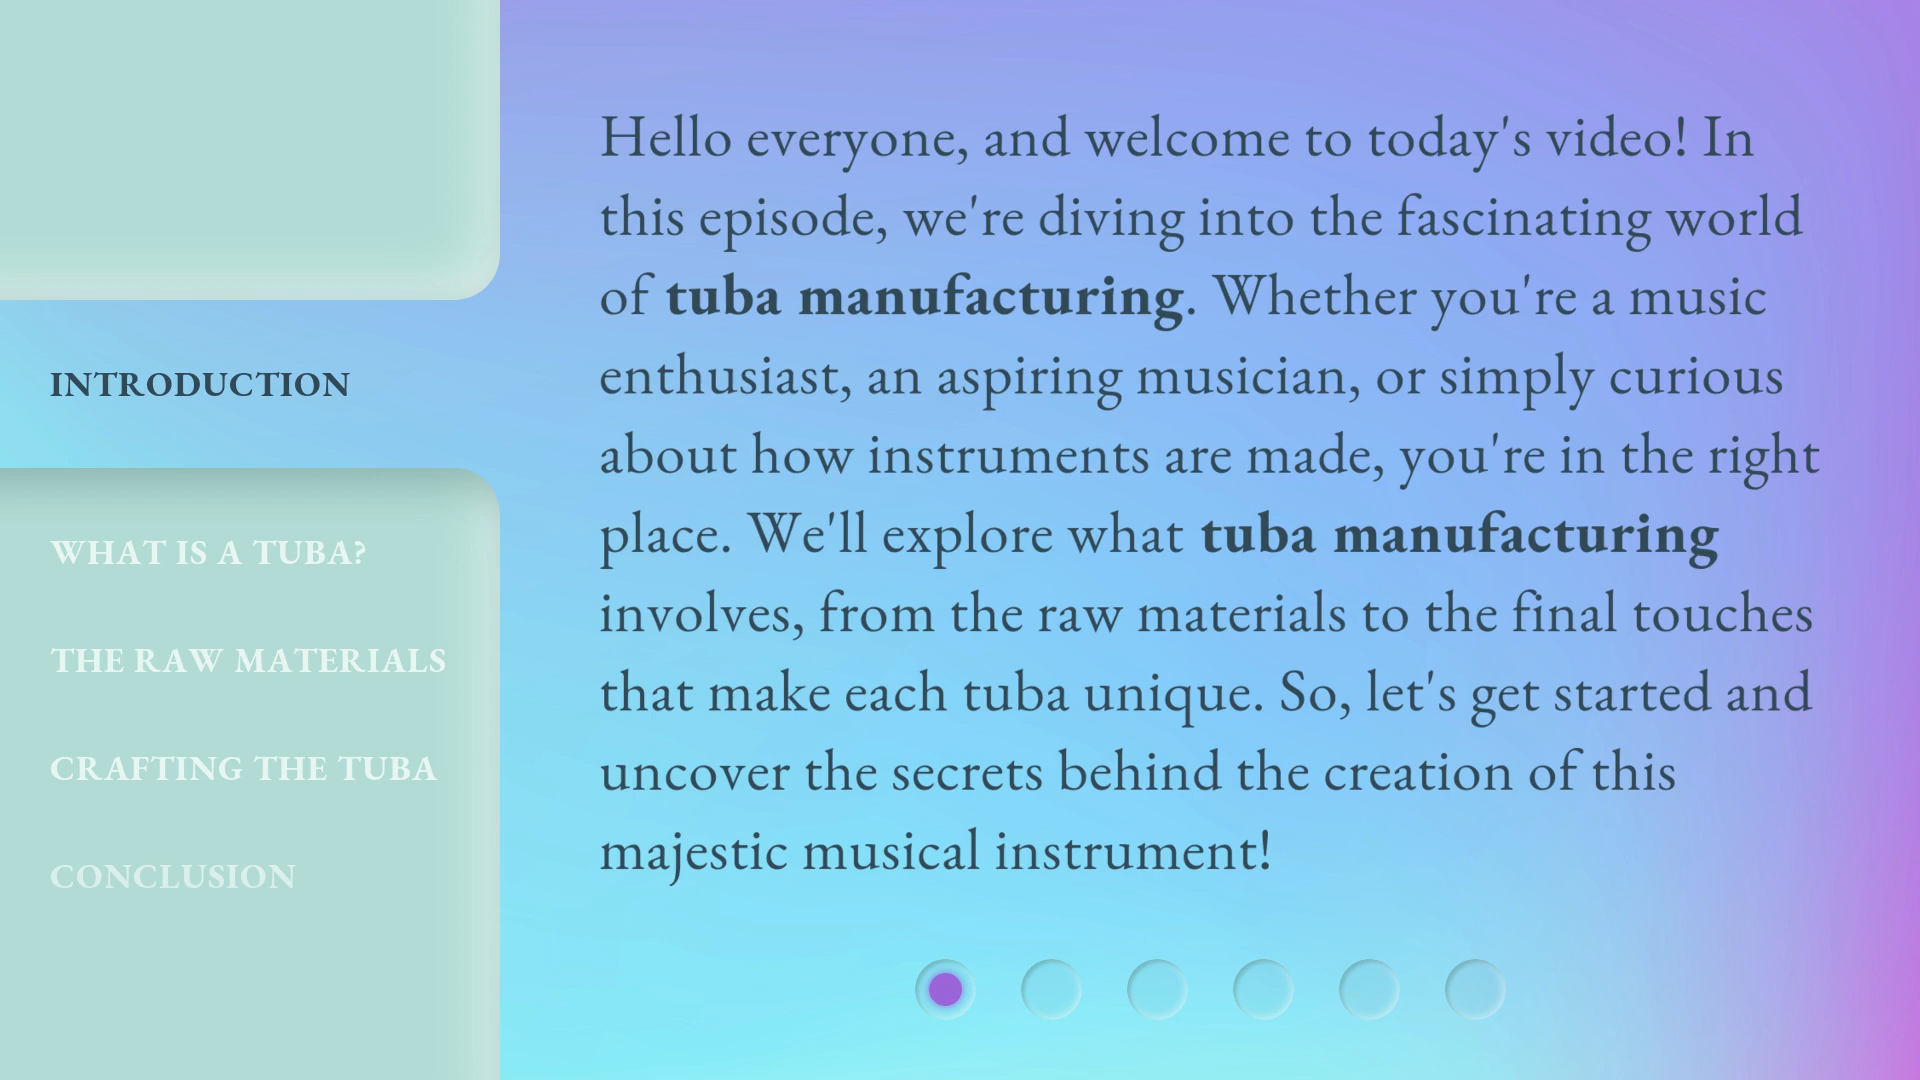 INTRODUCTION
WHAT IS A TUBA?
THE RAW MATERIALS
CRAFTING THE TUBA
CONCLUSION
Hello everyone, and welcome to today's video! In
this episode, we're diving into the fascinating world
of tuba manufacturing. Whether you're a music
enthusiast, an aspiring musician, or simply curious
about how instruments are made, you're in the right
place. We'll explore what tuba manufacturing
involves, from the raw materials to the final touches
that make each tuba unique. So, let's get started and
uncover the secrets behind the creation of this
majestic musical instrument!